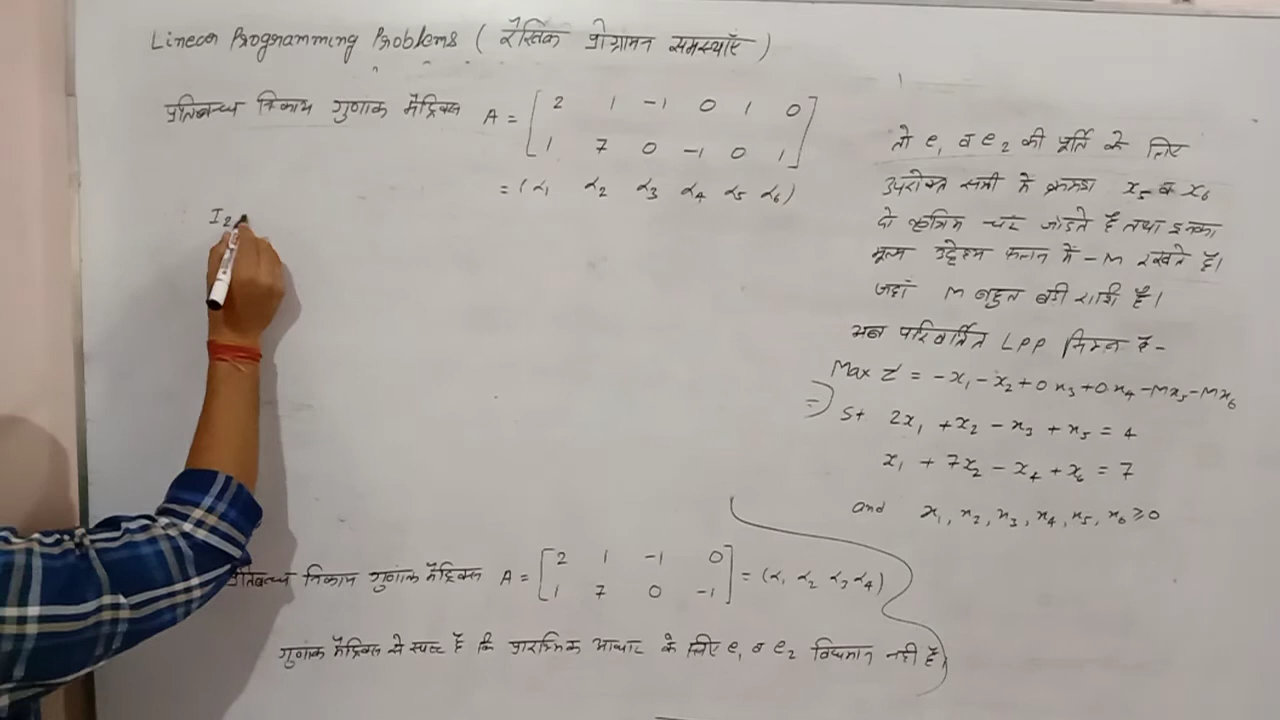 Linear Programming Problems ( रैखिक प्रोग्रामन समस्याएँ )
प्रतिबन्ध निकाय गुणांक मैट्रिक्स A = [ 2 1 -1 0 1 0
1 7 0 -1 0 1 ]
= (α₁ α₂ α₃ α₄ α₅ α₆)
I₂
तो e₁ व e₂ की पूर्ति के लिए
उपरोक्त समी में क्रमशः x₅ व x₆
दो कृत्रिम चर जोडते हैं तथा इनका
मूल्य उद्देश्य फलन में -M रखते हैं।
जहाँ M बहुत बडी राशि है।
अब परिवर्तित LPP निम्न है-
Max Z' = -x₁ - x₂ + 0x₃ + 0x₄ - Mx₅ - Mx₆
=> St 2x₁ + x₂ - x₃ + x₅ = 4
x₁ + 7x₂ - x₄ + x₆ = 7
and x₁, x₂, x₃, x₄, x₅, x₆ ≥ 0
प्रतिबन्ध निकाय गुणांक मैट्रिक्स A = [ 2 1 -1 0
1 7 0 -1 ] = (α₁ α₂ α₃ α₄)
गुणांक मैट्रिक्स से स्पष्ट है कि प्रारम्भिक आधार के लिए e₁ व e₂ विद्यमान नही है,